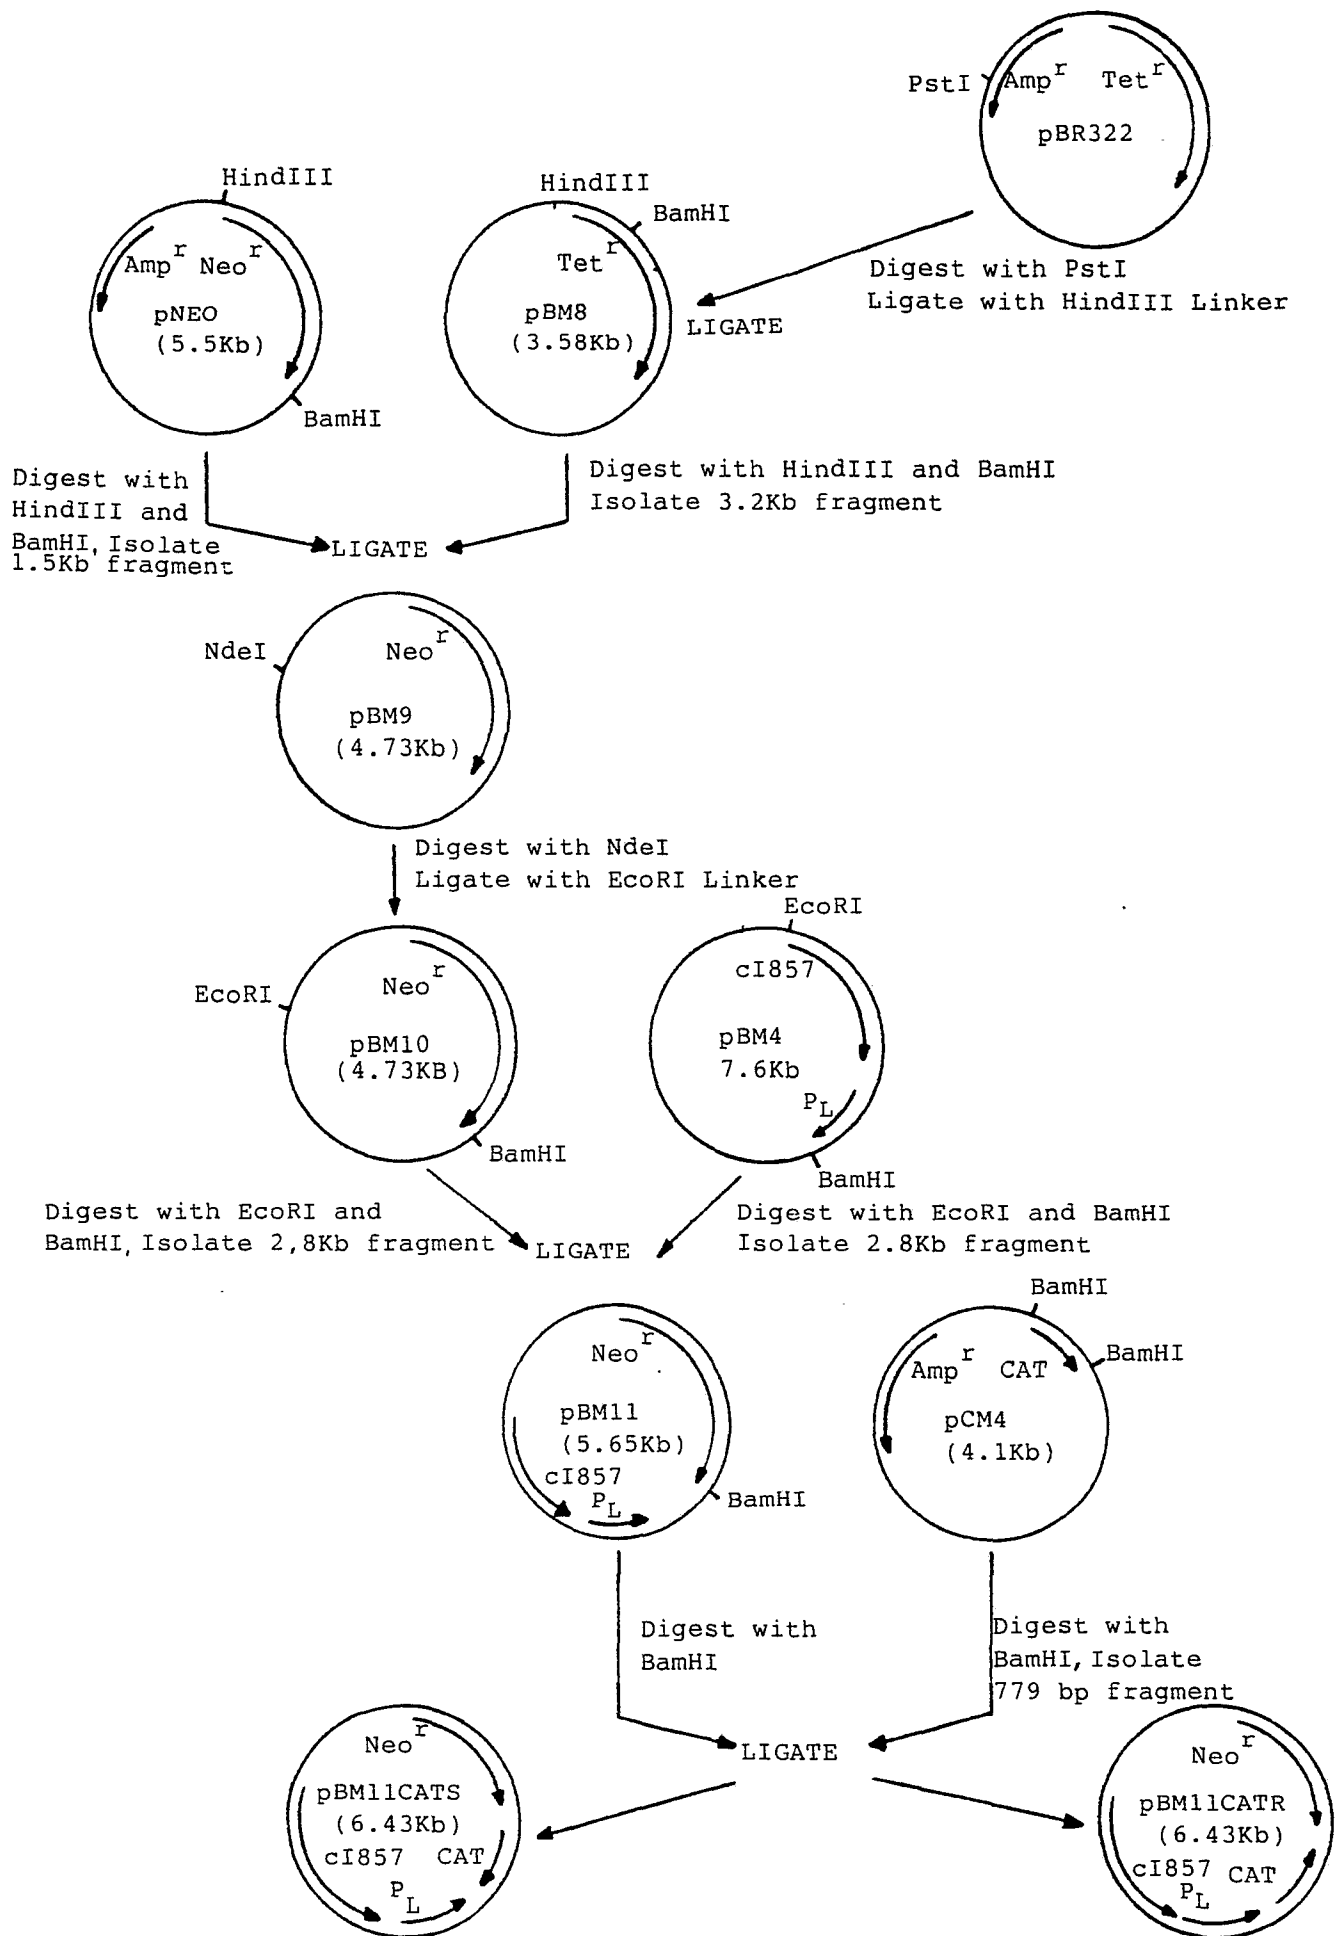 PstI
Amp^r Tet^r
pBR322
HindIII
Amp^r Neo^r
pNEO
(5.5Kb)
BamHI
HindIII
BamHI
Tet^r
pBM8
(3.58Kb)
LIGATE
Digest with PstI
Ligate with HindIII Linker
Digest with
HindIII and
BamHI, Isolate
1.5Kb fragment
Digest with HindIII and BamHI
Isolate 3.2Kb fragment
LIGATE
NdeI
Neo^r
pBM9
(4.73Kb)
Digest with NdeI
Ligate with EcoRI Linker
EcoRI
Neo^r
pBM10
(4.73KB)
BamHI
EcoRI
cI857
pBM4
7.6Kb
P_L
BamHI
Digest with EcoRI and
BamHI, Isolate 2,8Kb fragment
LIGATE
Digest with EcoRI and BamHI
Isolate 2.8Kb fragment
Neo^r
pBM11
(5.65Kb)
cI857
P_L
BamHI
BamHI
BamHI
Amp^r CAT
pCM4
(4.1Kb)
Digest with
BamHI
Digest with
BamHI, Isolate
779 bp fragment
LIGATE
Neo^r
pBM11CATS
(6.43Kb)
cI857 CAT
P_L
Neo^r
pBM11CATR
(6.43Kb)
cI857 CAT
P_L